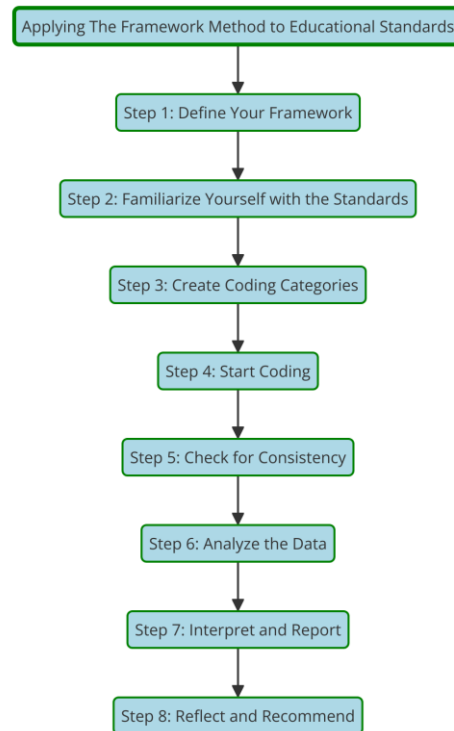 Applying The Framework Method to Educational Standards
Step 1: Define Your Framework
Step 2: Familiarize Yourself with the Standards
Step 3: Create Coding Categories
Step 4: Start Coding
Step 5: Check for Consistency
Step 6: Analyze the Data
Step 7: Interpret and Report
Step 8: Reflect and Recommend